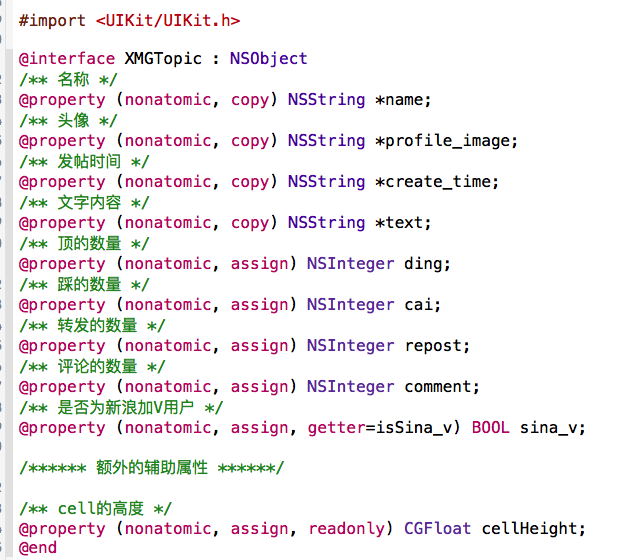 #import <UIKit/UIKit.h>
@interface XMGTopic : NSObject
/** 名称 */
@property (nonatomic, copy) NSString *name;
/** 头像 */
@property (nonatomic, copy) NSString *profile_image;
/** 发帖时间 */
@property (nonatomic, copy) NSString *create_time;
/** 文字内容 */
@property (nonatomic, copy) NSString *text;
/** 顶的数量 */
@property (nonatomic, assign) NSInteger ding;
/** 踩的数量 */
@property (nonatomic, assign) NSInteger cai;
/** 转发的数量 */
@property (nonatomic, assign) NSInteger repost;
/** 评论的数量 */
@property (nonatomic, assign) NSInteger comment;
/** 是否为新浪加V用户 */
@property (nonatomic, assign, getter=isSina_v) BOOL sina_v;
/****** 额外的辅助属性 ******/
/** cell的高度 */
@property (nonatomic, assign, readonly) CGFloat cellHeight;
@end